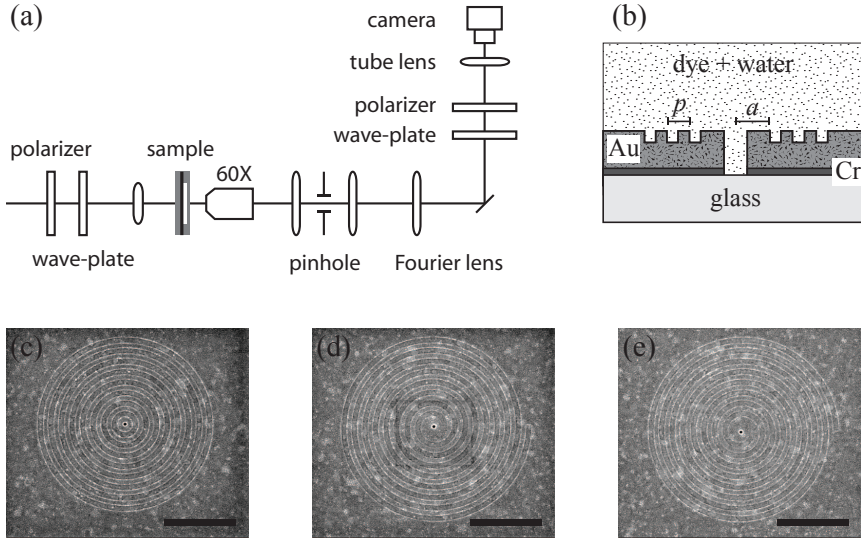 (a)
camera
tube lens
polarizer
wave-plate
polarizer
sample
60X
wave-plate
pinhole
Fourier lens
(b)
dye + water
p
a
Au
Cr
glass
(c)
(d)
(e)